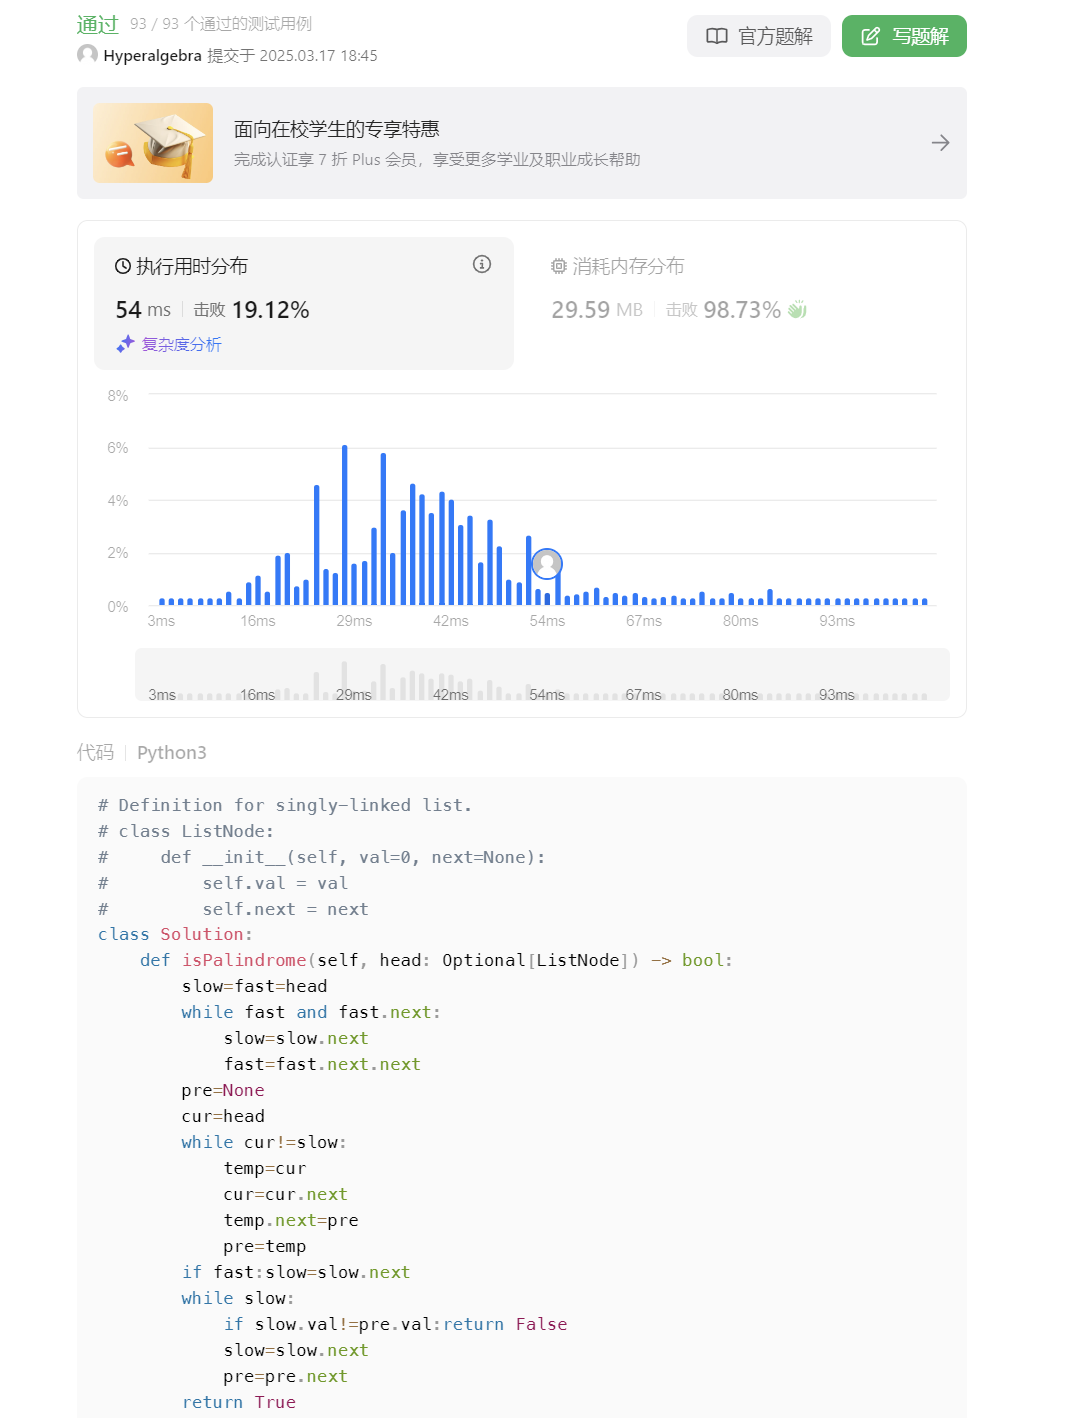 通过 93 / 93 个通过的测试用例
官方题解
写题解
Hyperalgebra 提交于 2025.03.17 18:45
面向在校学生的专享特惠
完成认证享 7 折 Plus 会员，享受更多学业及职业成长帮助
执行用时分布
54 ms 击败 19.12%
复杂度分析
消耗内存分布
29.59 MB 击败 98.73%
8%
6%
4%
2%
0%
3ms 16ms 29ms 42ms 54ms 67ms 80ms 93ms
3ms 16ms 29ms 42ms 54ms 67ms 80ms 93ms
代码 Python3
# Definition for singly-linked list.
# class ListNode:
#     def __init__(self, val=0, next=None):
#         self.val = val
#         self.next = next
class Solution:
    def isPalindrome(self, head: Optional[ListNode]) -> bool:
        slow=fast=head
        while fast and fast.next:
            slow=slow.next
            fast=fast.next.next
        pre=None
        cur=head
        while cur!=slow:
            temp=cur
            cur=cur.next
            temp.next=pre
            pre=temp
        if fast:slow=slow.next
        while slow:
            if slow.val!=pre.val:return False
            slow=slow.next
            pre=pre.next
        return True